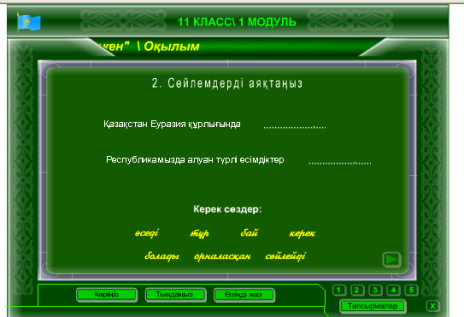 11 КЛАСС\ 1 МОДУЛЬ
кен" \ Оқылым
2. Сөйлемдерді аяқтаңыз
Қазақстан Еуразия құрлығында ........................
Республикамызда алуан түрлі өсімдіктер ........................
Керек сөздер:
өседі тұр бай керек
болады орналасқан сөйлейді
Көріңіз Тыңдаңыз Өзіңді жаз
1 2 3 4 5
Тапсырмалар X